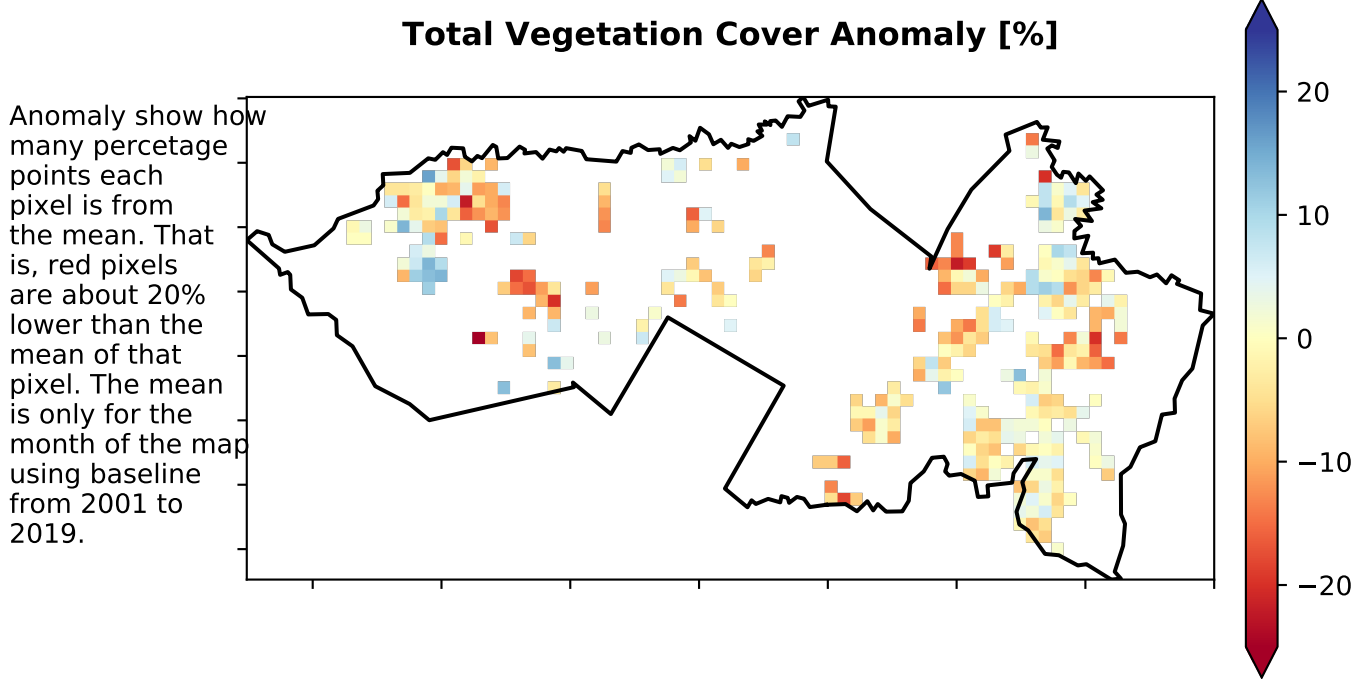 Total Vegetation Cover Anomaly [%]
Anomaly show how
many percetage
points each
pixel is from
the mean. That
is, red pixels
are about 20%
lower than the
mean of that
pixel. The mean
is only for the
month of the map
using baseline
from 2001 to
2019.
20
10
0
−10
−20